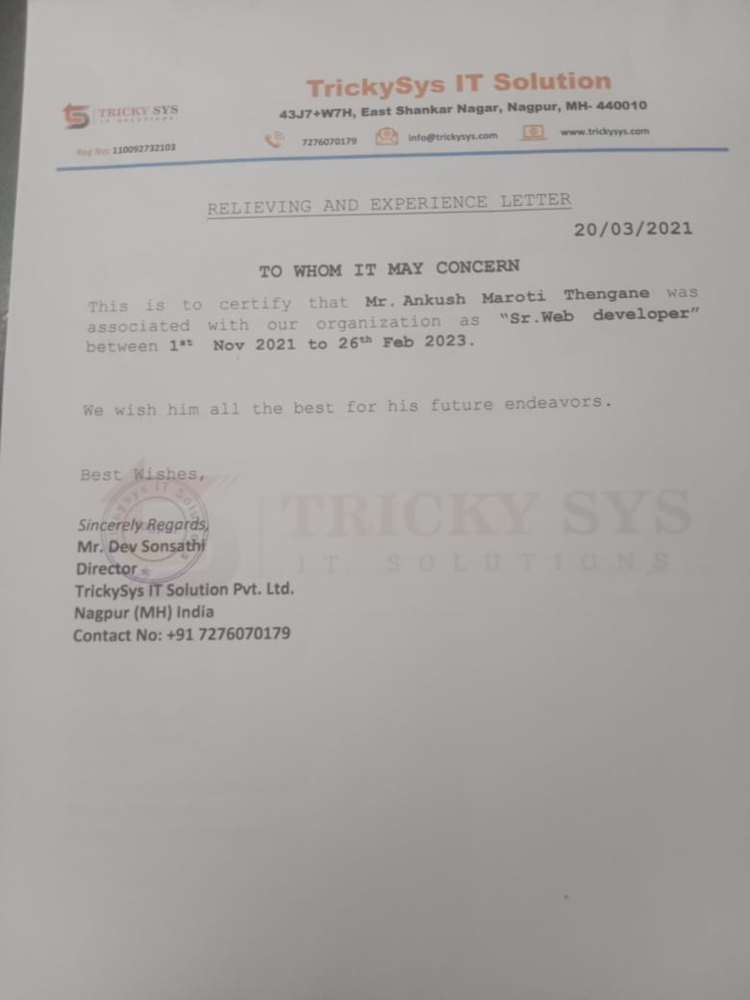 TrickySys IT Solution
TRICKY SYS
IT SOLUTIONS
43J7+W7H, East Shankar Nagar, Nagpur, MH- 440010
Reg No: 110092732103
7276070179 info@trickysys.com www.trickysys.com
RELIEVING AND EXPERIENCE LETTER
20/03/2021
TO WHOM IT MAY CONCERN
This is to certify that Mr. Ankush Maroti Thengane was
associated with our organization as “Sr.Web developer”
between 1st Nov 2021 to 26th Feb 2023.
We wish him all the best for his future endeavors.
Best Wishes,
TRICKY SYS
IT SOLUTIONS
Sincerely Regards,
Mr. Dev Sonsathi
Director
TrickySys IT Solution Pvt. Ltd.
Nagpur (MH) India
Contact No: +91 7276070179